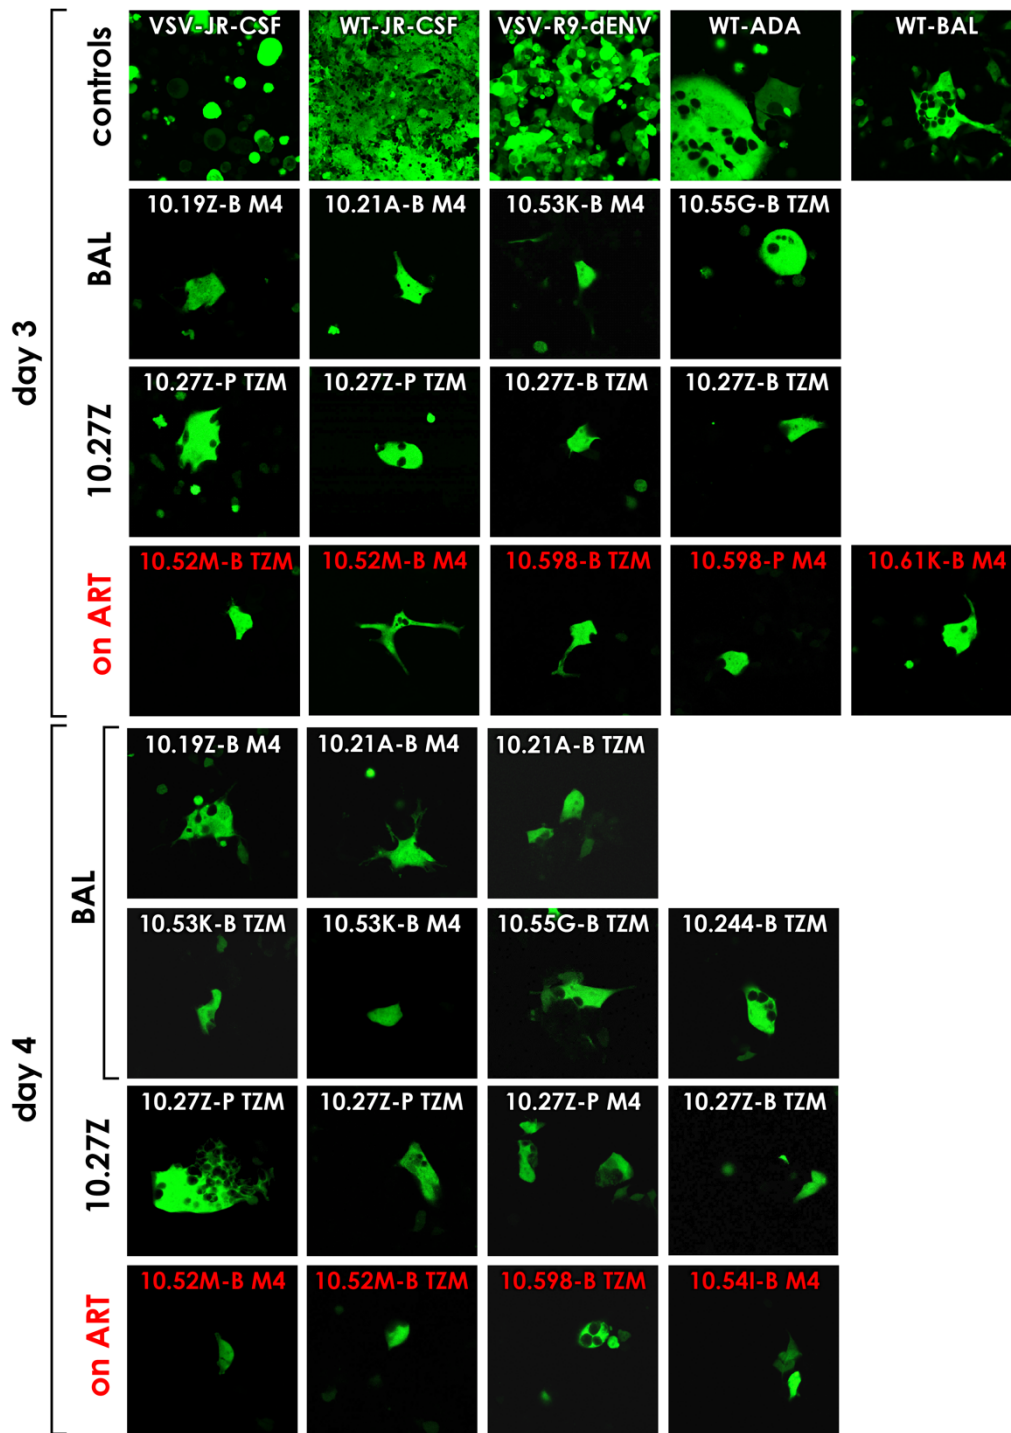 controls
VSV-JR-CSF
WT-JR-CSF
VSV-R9-dENV
WT-ADA
WT-BAL
day 3
BAL
10.19Z-B M4
10.21A-B M4
10.53K-B M4
10.55G-B TZM
10.27Z
10.27Z-P TZM
10.27Z-P TZM
10.27Z-B TZM
10.27Z-B TZM
on ART
10.52M-B TZM
10.52M-B M4
10.598-B TZM
10.598-P M4
10.61K-B M4
day 4
BAL
10.19Z-B M4
10.21A-B M4
10.21A-B TZM
10.53K-B TZM
10.53K-B M4
10.55G-B TZM
10.244-B TZM
10.27Z
10.27Z-P TZM
10.27Z-P TZM
10.27Z-P M4
10.27Z-B TZM
on ART
10.52M-B M4
10.52M-B TZM
10.598-B TZM
10.54I-B M4